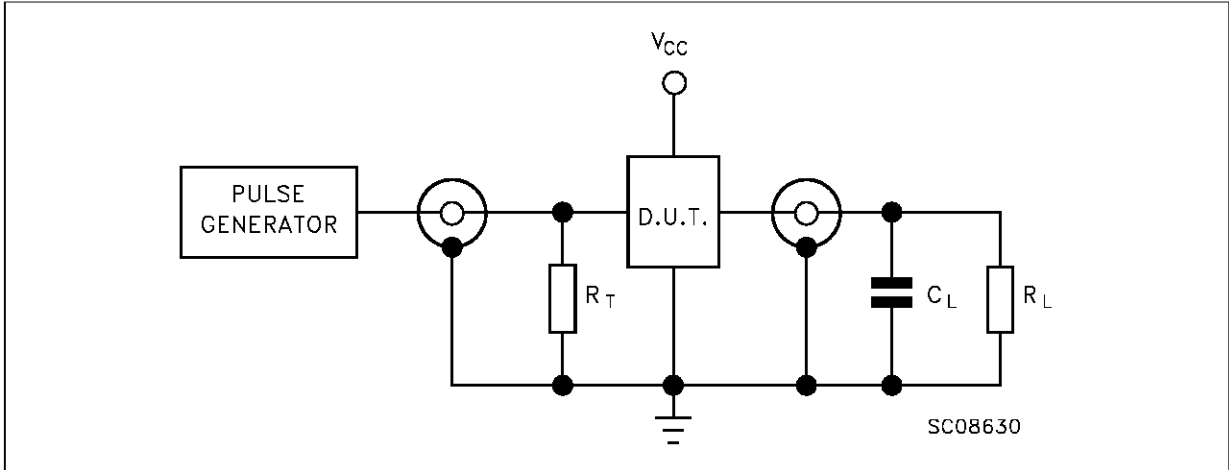 VCC
PULSE
GENERATOR
D.U.T.
RT
CL
RL
SC08630